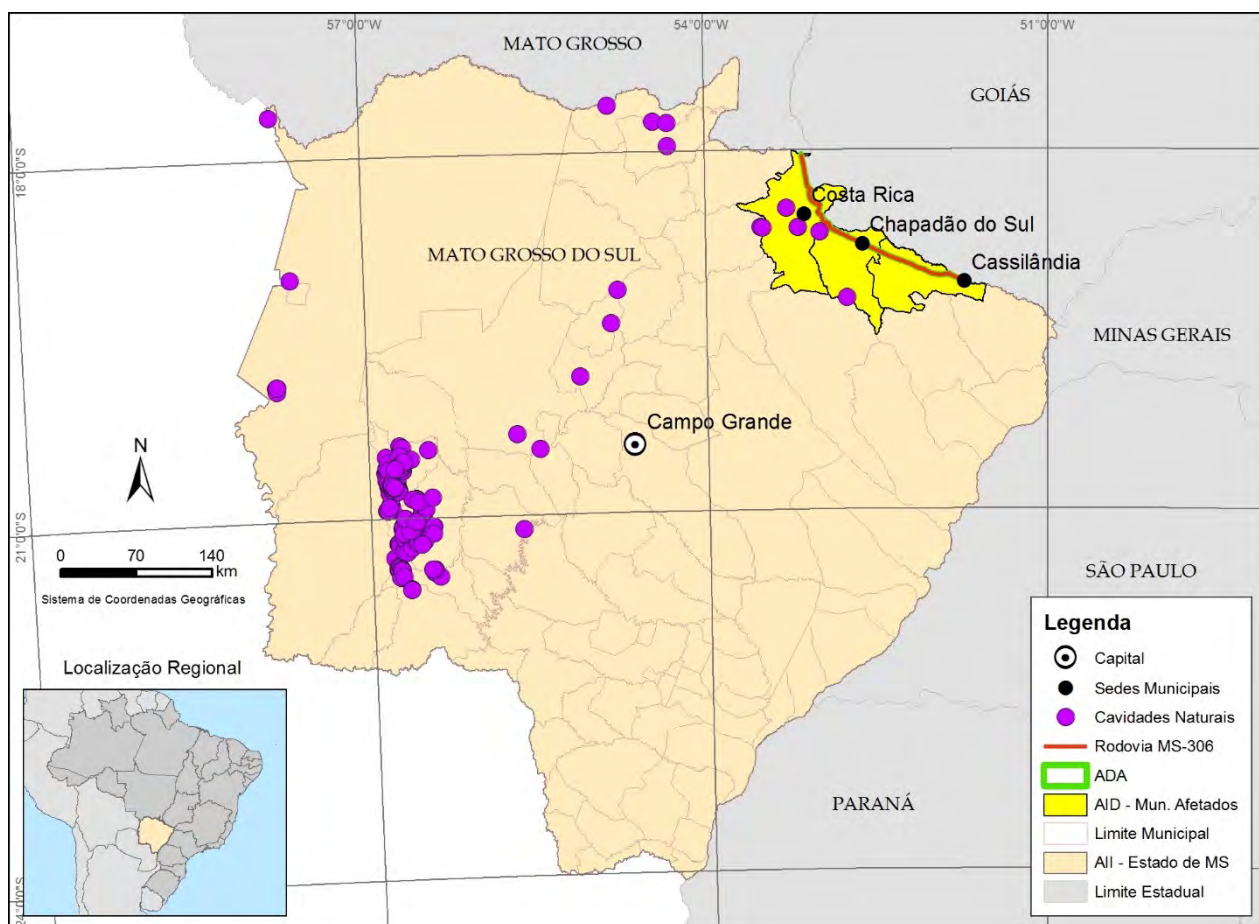 57°0'0"W
54°0'0"W
51°0'0"W
MATO GROSSO
GOIÁS
18°0'0"S
Costa Rica
Chapadão do Sul
MATO GROSSO DO SUL
Cassilândia
MINAS GERAIS
Campo Grande
N
21°0'0"S
0 70 140
km
Sistema de Coordenadas Geográficas
SÃO PAULO
Localização Regional
PARANÁ
24°0'0"S
Legenda
Capital
Sedes Municipais
Cavidades Naturais
Rodovia MS-306
ADA
AID - Mun. Afetados
Limite Municipal
AII - Estado de MS
Limite Estadual